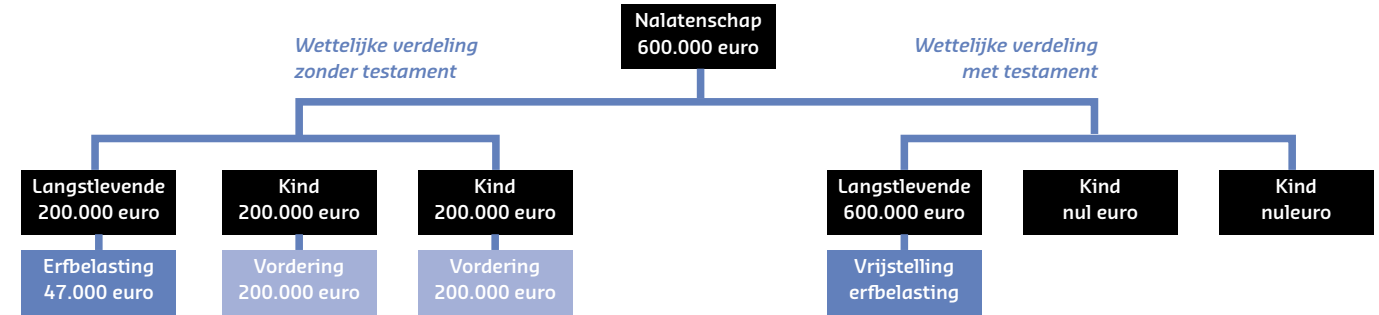 Nalatenschap
600.000 euro
Wettelijke verdeling
zonder testament
Wettelijke verdeling
met testament
Langstlevende
200.000 euro
Erfbelasting
47.000 euro
Kind
200.000 euro
Vordering
200.000 euro
Kind
200.000 euro
Vordering
200.000 euro
Langstlevende
600.000 euro
Vrijstelling
erfbelasting
Kind
nul euro
Kind
nuleuro